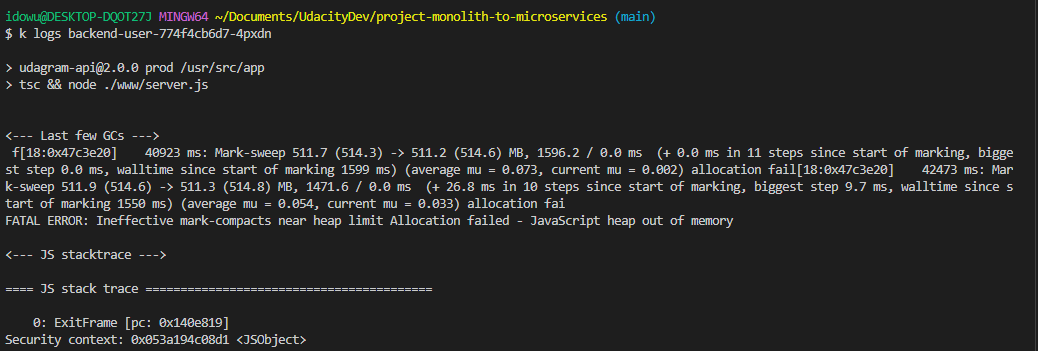 idowu@DESKTOP-DQOT27J MINGW64 ~/Documents/UdacityDev/project-monolith-to-microservices (main)
$ k logs backend-user-774f4cb6d7-4pxdn
> udagram-api@2.0.0 prod /usr/src/app
> tsc && node ./www/server.js
<--- Last few GCs --->
f[18:0x47c3e20]    40923 ms: Mark-sweep 511.7 (514.3) -> 511.2 (514.6) MB, 1596.2 / 0.0 ms  (+ 0.0 ms in 11 steps since start of marking, bigge
st step 0.0 ms, walltime since start of marking 1599 ms) (average mu = 0.073, current mu = 0.002) allocation fail[18:0x47c3e20]    42473 ms: Mar
k-sweep 511.9 (514.6) -> 511.3 (514.8) MB, 1471.6 / 0.0 ms  (+ 26.8 ms in 10 steps since start of marking, biggest step 9.7 ms, walltime since s
tart of marking 1550 ms) (average mu = 0.054, current mu = 0.033) allocation fai
FATAL ERROR: Ineffective mark-compacts near heap limit Allocation failed - JavaScript heap out of memory
<--- JS stacktrace --->
==== JS stack trace =========================================
0: ExitFrame [pc: 0x140e819]
Security context: 0x053a194c08d1 <JSObject>